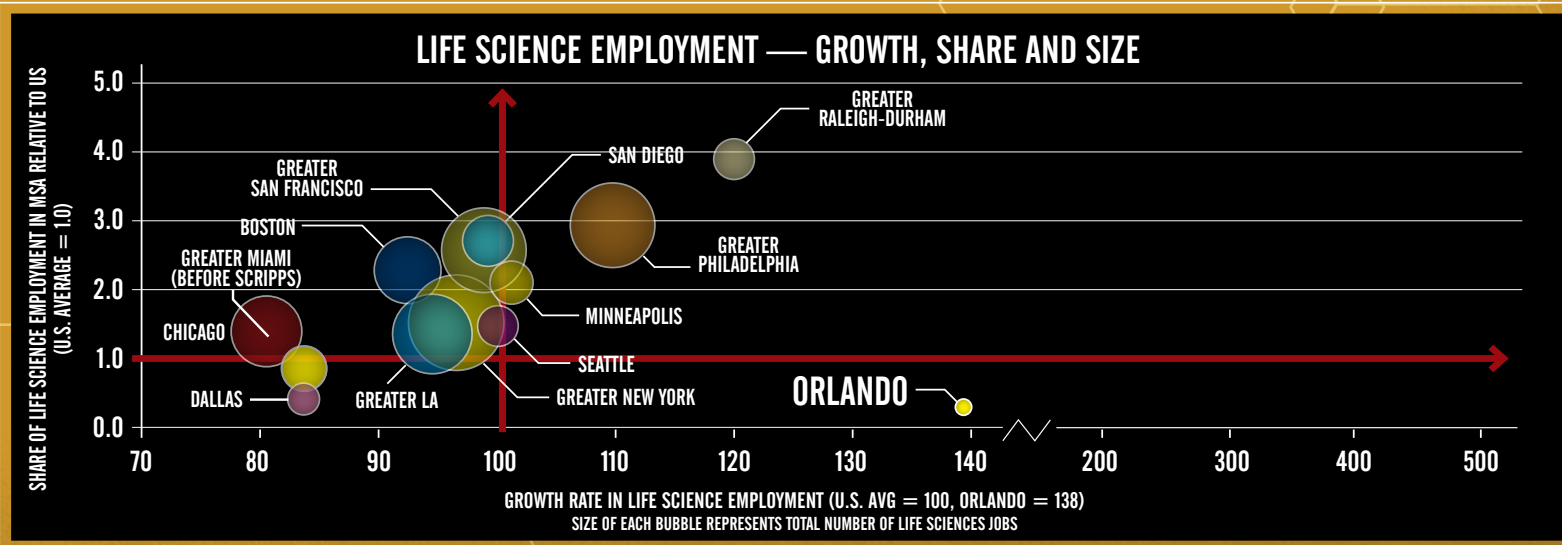 LIFE SCIENCE EMPLOYMENT — GROWTH, SHARE AND SIZE
SHARE OF LIFE SCIENCE EMPLOYMENT IN MSA RELATIVE TO US
(U.S. AVERAGE = 1.0)
5.0
4.0
3.0
2.0
1.0
0.0
GREATER
RALEIGH-DURHAM
SAN DIEGO
GREATER
SAN FRANCISCO
BOSTON
GREATER
PHILADELPHIA
GREATER MIAMI
(BEFORE SCRIPPS)
MINNEAPOLIS
CHICAGO
SEATTLE
DALLAS
GREATER LA
GREATER NEW YORK
ORLANDO
70
80
90
100
110
120
130
140
200
300
400
500
GROWTH RATE IN LIFE SCIENCE EMPLOYMENT (U.S. AVG = 100, ORLANDO = 138)
SIZE OF EACH BUBBLE REPRESENTS TOTAL NUMBER OF LIFE SCIENCES JOBS